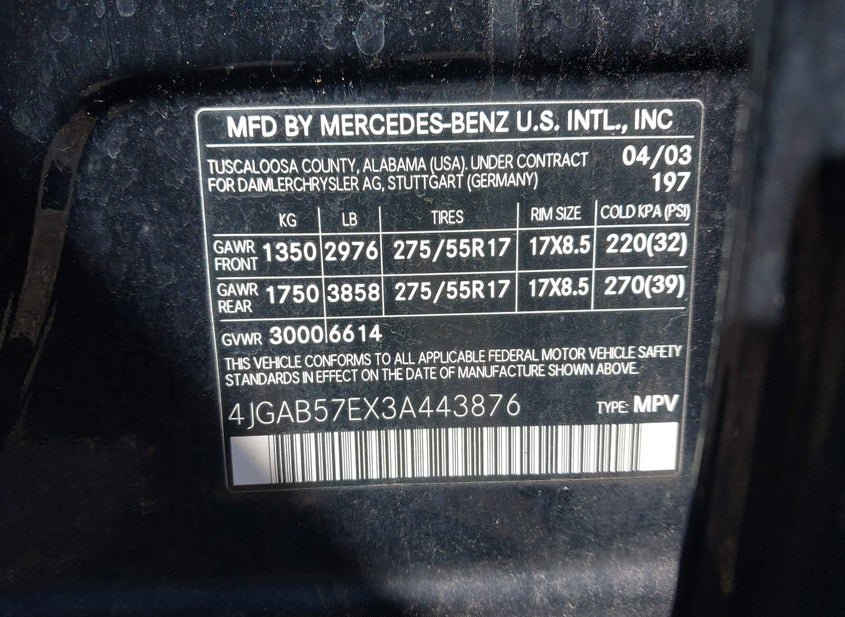 MFD BY MERCEDES-BENZ U.S. INTL., INC
TUSCALOOSA COUNTY, ALABAMA (USA). UNDER CONTRACT 04/03
FOR DAIMLERCHRYSLER AG, STUTTGART (GERMANY) 197
KG LB TIRES RIM SIZE COLD KPA (PSI)
GAWR FRONT 1350 2976 275/55R17 17X8.5 220(32)
GAWR REAR 1750 3858 275/55R17 17X8.5 270(39)
GVWR 3000 6614
THIS VEHICLE CONFORMS TO ALL APPLICABLE FEDERAL MOTOR VEHICLE SAFETY
STANDARDS IN EFFECT ON THE DATE OF MANUFACTURE SHOWN ABOVE.
4JGAB57EX3A443876 TYPE: MPV